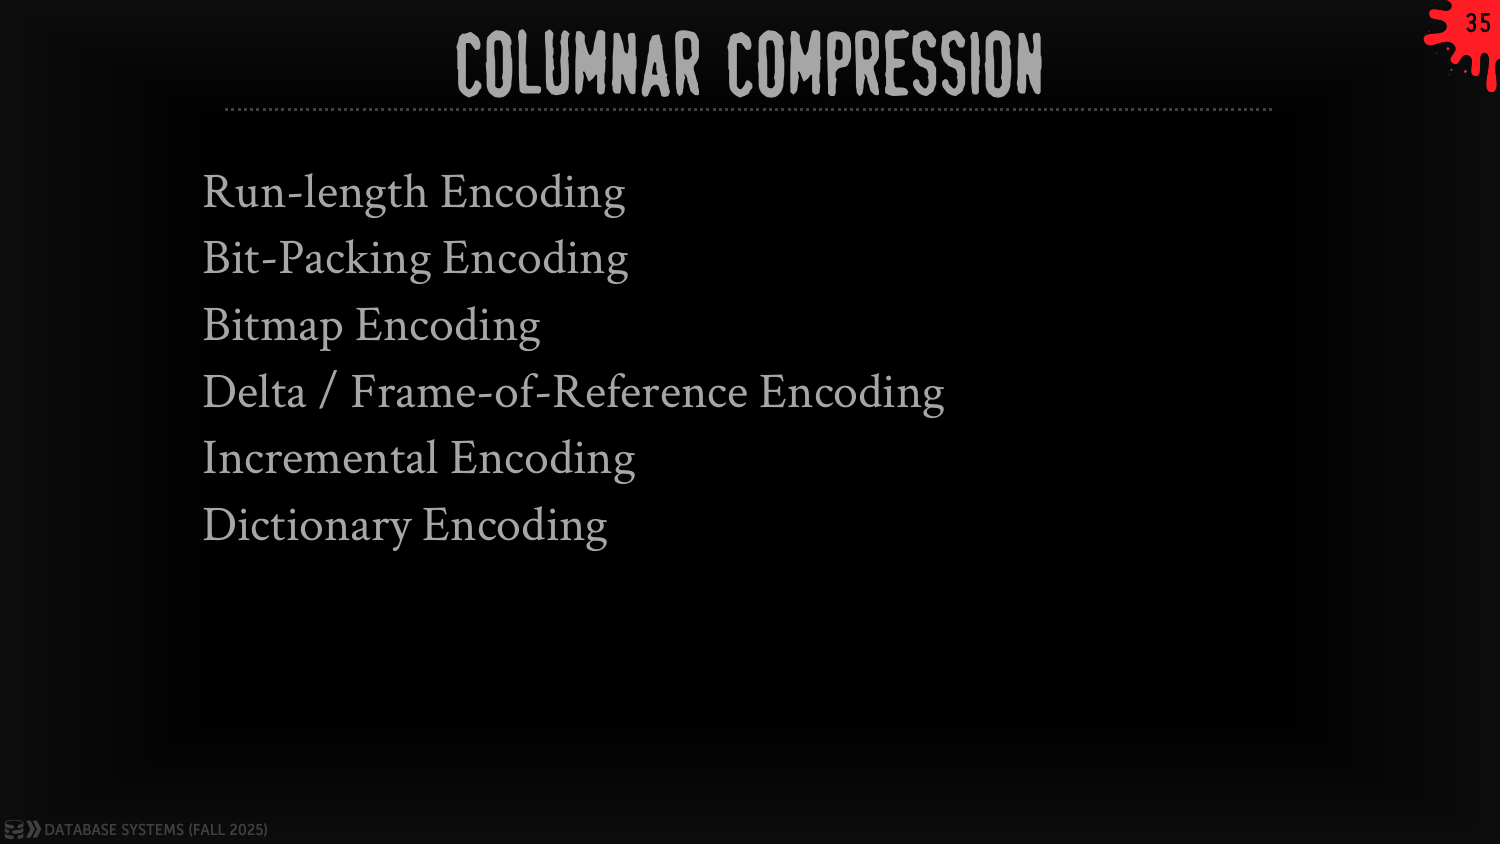 COLUMNAR COMPRESSION
35
Run-length Encoding
Bit-Packing Encoding
Bitmap Encoding
Delta / Frame-of-Reference Encoding
Incremental Encoding
Dictionary Encoding
DATABASE SYSTEMS (FALL 2025)